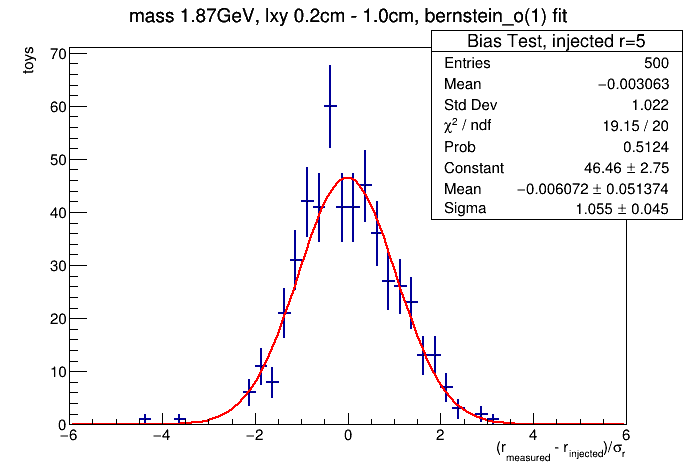 mass 1.87GeV, lxy 0.2cm - 1.0cm, bernstein_o(1) fit
toys
Bias Test, injected r=5
Entries 500
Mean −0.003063
Std Dev 1.022
χ² / ndf 19.15 / 20
Prob 0.5124
Constant 46.46 ± 2.75
Mean −0.006072 ± 0.051374
Sigma 1.055 ± 0.045
70
60
50
40
30
20
10
0
−6 −4 −2 0 2 4 6
(r_measured - r_injected)/σ_r